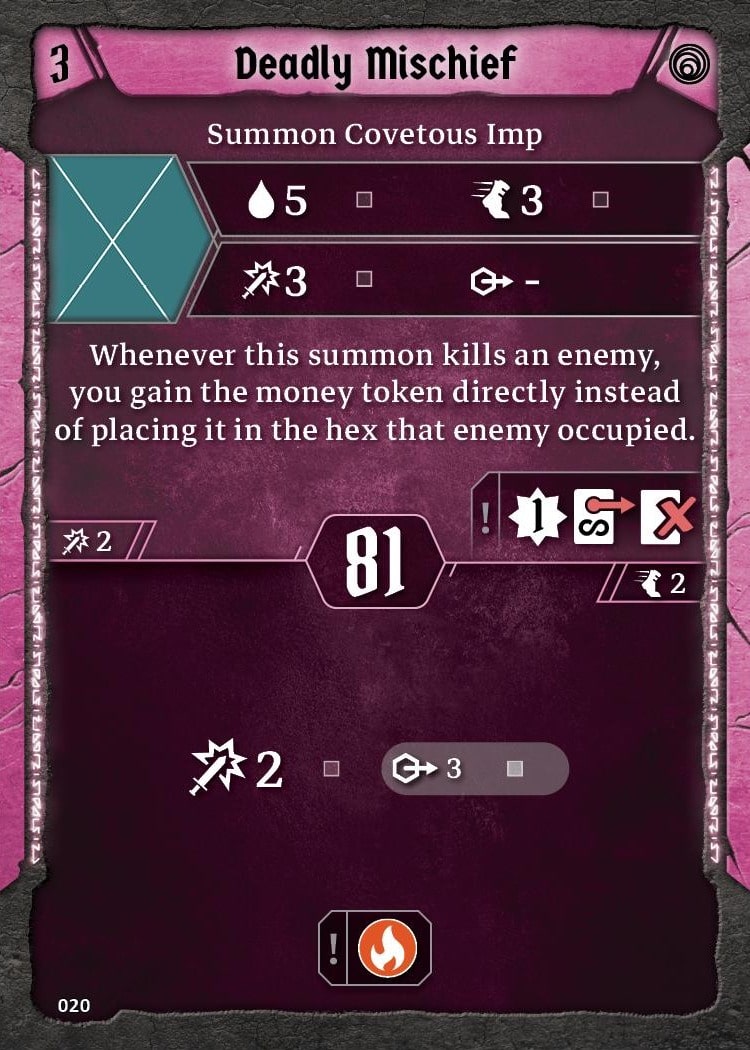 3
Deadly Mischief
Summon Covetous Imp
5
3
3
-
Whenever this summon kills an enemy,
you gain the money token directly instead
of placing it in the hex that enemy occupied.
! 1
2
81
2
2
3
!
020